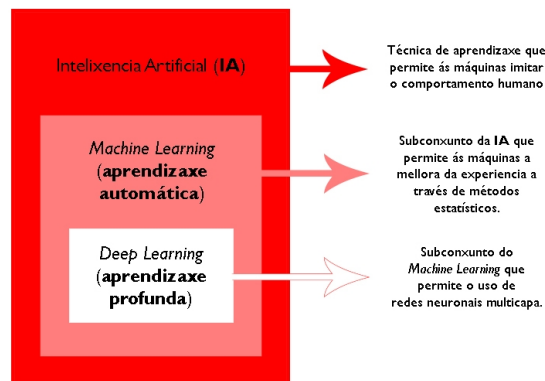 Intelixencia Artificial (IA)
Técnica de aprendizaxe que
permite ás máquinas imitar
o comportamento humano
Machine Learning
(aprendizaxe
automática)
Subconxunto da IA que
permite ás máquinas a
mellora da experiencia a
través de métodos
estatísticos.
Deep Learning
(aprendizaxe
profunda)
Subconxunto do
Machine Learning que
permite o uso de
redes neuronais multicapa.